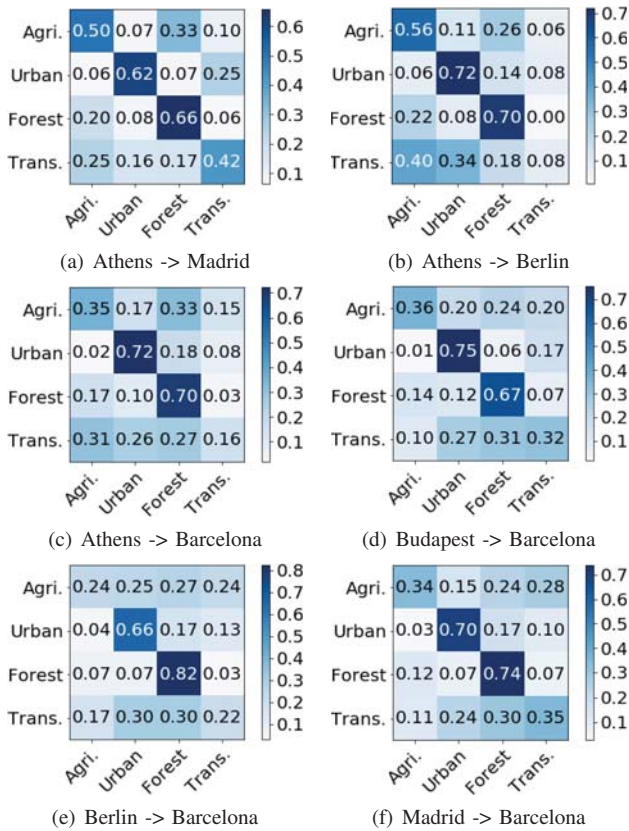 Agri. 0.50 0.07 0.33 0.10
Urban 0.06 0.62 0.07 0.25
Forest 0.20 0.08 0.66 0.06
Trans. 0.25 0.16 0.17 0.42
Agri. Urban Forest Trans.
0.6
0.5
0.4
0.3
0.2
0.1
(a) Athens -> Madrid
Agri. 0.56 0.11 0.26 0.06
Urban 0.06 0.72 0.14 0.08
Forest 0.22 0.08 0.70 0.00
Trans. 0.40 0.34 0.18 0.08
Agri. Urban Forest Trans.
0.7
0.6
0.5
0.4
0.3
0.2
0.1
(b) Athens -> Berlin
Agri. 0.35 0.17 0.33 0.15
Urban 0.02 0.72 0.18 0.08
Forest 0.17 0.10 0.70 0.03
Trans. 0.31 0.26 0.27 0.16
Agri. Urban Forest Trans.
0.7
0.6
0.5
0.4
0.3
0.2
0.1
(c) Athens -> Barcelona
Agri. 0.36 0.20 0.24 0.20
Urban 0.01 0.75 0.06 0.17
Forest 0.14 0.12 0.67 0.07
Trans. 0.10 0.27 0.31 0.32
Agri. Urban Forest Trans.
0.7
0.6
0.5
0.4
0.3
0.2
0.1
(d) Budapest -> Barcelona
Agri. 0.24 0.25 0.27 0.24
Urban 0.04 0.66 0.17 0.13
Forest 0.07 0.07 0.82 0.03
Trans. 0.17 0.30 0.30 0.22
Agri. Urban Forest Trans.
0.8
0.7
0.6
0.5
0.4
0.3
0.2
0.1
(e) Berlin -> Barcelona
Agri. 0.34 0.15 0.24 0.28
Urban 0.03 0.70 0.17 0.10
Forest 0.12 0.07 0.74 0.07
Trans. 0.11 0.24 0.30 0.35
Agri. Urban Forest Trans.
0.7
0.6
0.5
0.4
0.3
0.2
0.1
(f) Madrid -> Barcelona